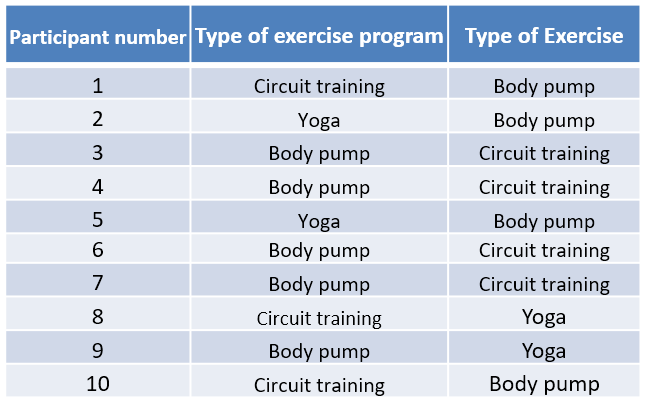 Participant number Type of exercise program Type of Exercise
1 Circuit training Body pump
2 Yoga Body pump
3 Body pump Circuit training
4 Body pump Circuit training
5 Yoga Body pump
6 Body pump Circuit training
7 Body pump Circuit training
8 Circuit training Yoga
9 Body pump Yoga
10 Circuit training Body pump